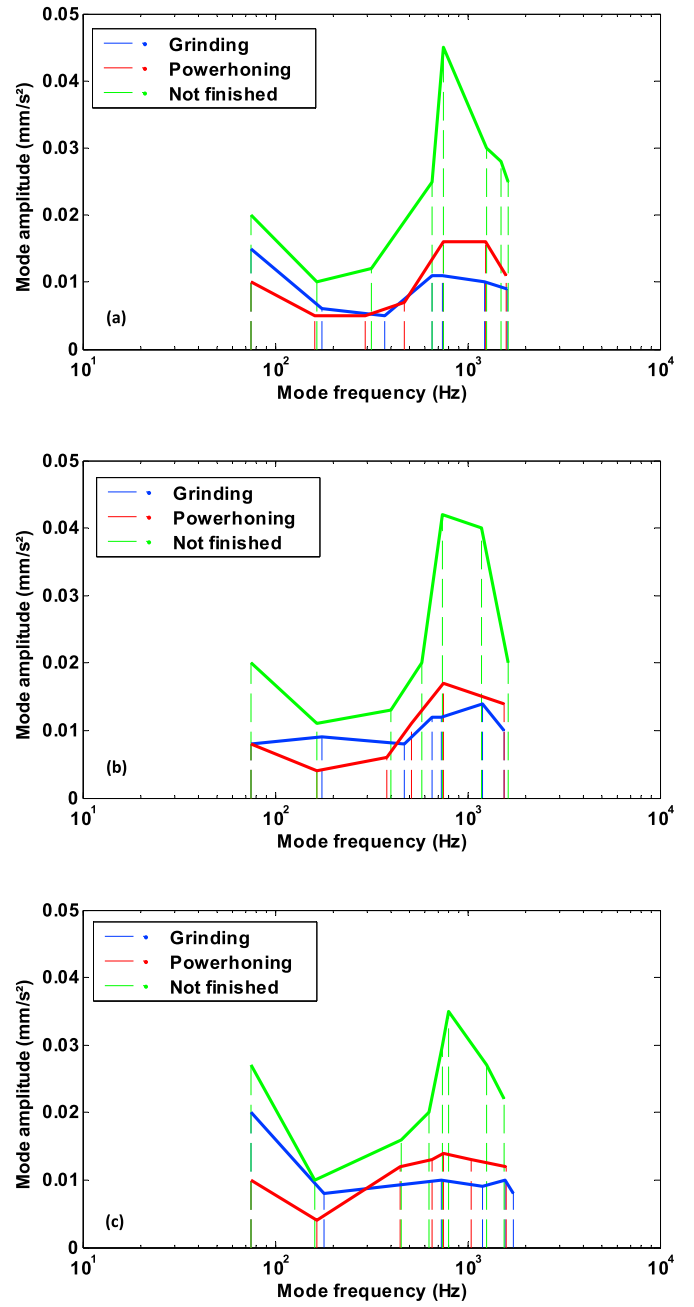 0.05
Grinding
Powerhoning
Not finished
0.04
0.03
0.02
0.01
0
Mode amplitude (mm/s²)
(a)
10¹ 10² 10³ 10⁴
Mode frequency (Hz)
0.05
Grinding
Powerhoning
Not finished
0.04
0.03
0.02
0.01
0
Mode amplitude (mm/s²)
(b)
10¹ 10² 10³ 10⁴
Mode frequency (Hz)
0.05
Grinding
Powerhoning
Not finished
0.04
0.03
0.02
0.01
0
Mode amplitude (mm/s²)
(c)
10¹ 10² 10³ 10⁴
Mode frequency (Hz)